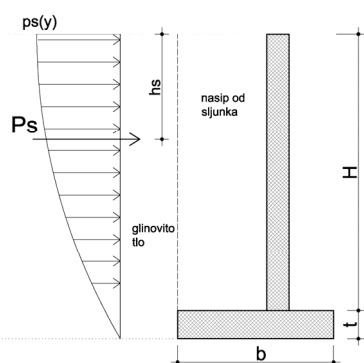 ps(y)
hs
nasip od
sljunka
Ps
H
glinovito
tlo
t
b